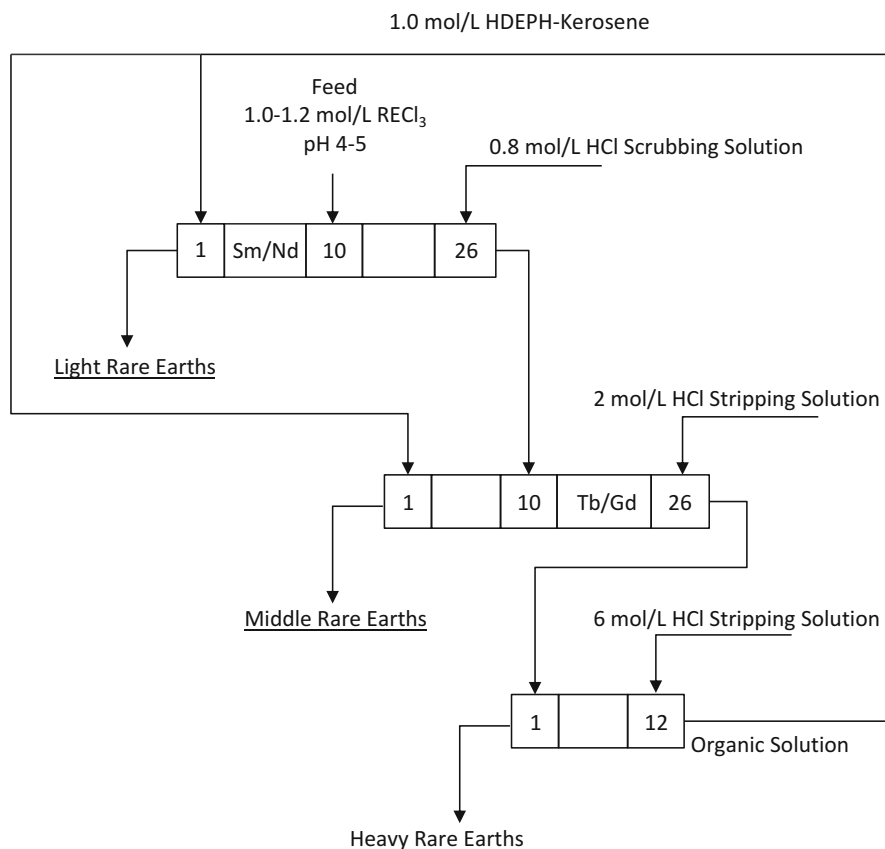 1.0 mol/L HDEPH-Kerosene
Feed
1.0-1.2 mol/L RECl₃
pH 4-5
0.8 mol/L HCl Scrubbing Solution
1 Sm/Nd 10 26
Light Rare Earths
2 mol/L HCl Stripping Solution
1 10 Tb/Gd 26
Middle Rare Earths
6 mol/L HCl Stripping Solution
1 12
Organic Solution
Heavy Rare Earths